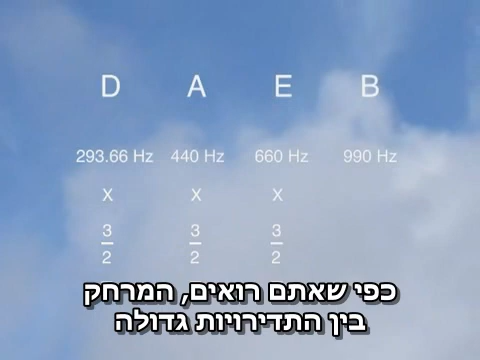 D A E B
293.66 Hz 440 Hz 660 Hz 990 Hz
X X X
3 3 3
2 2 2
כפי שאתם רואים, המרחק
בין התדירויות גדולה